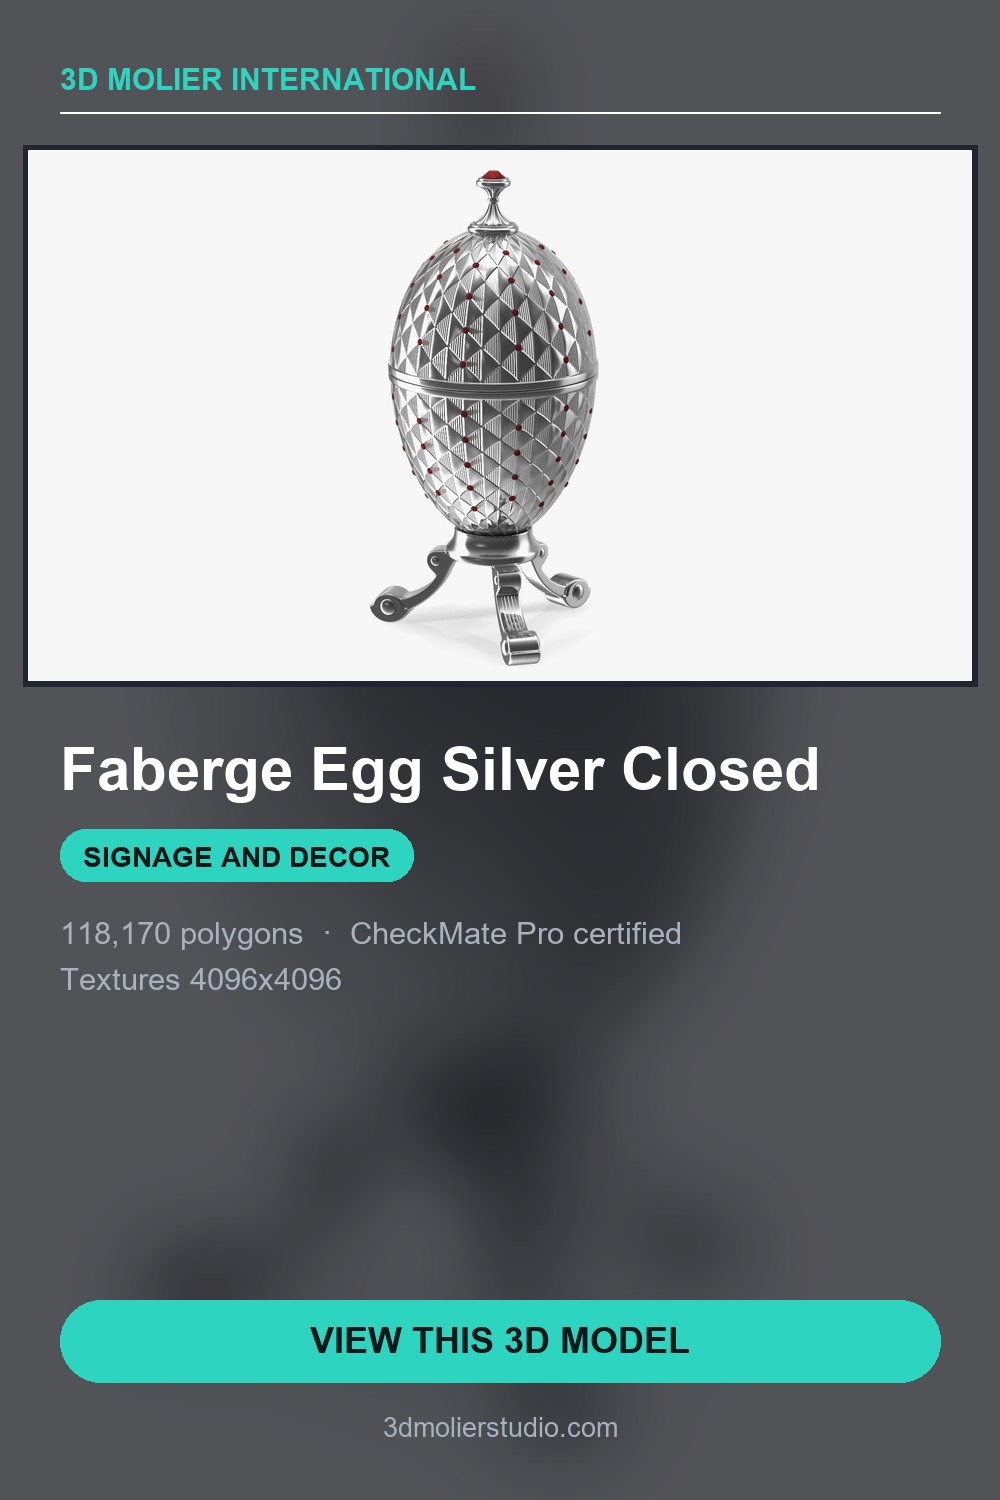 3D MOLIER INTERNATIONAL
Faberge Egg Silver Closed
SIGNAGE AND DECOR
118,170 polygons · CheckMate Pro certified
Textures 4096x4096
VIEW THIS 3D MODEL
3dmolierstudio.com